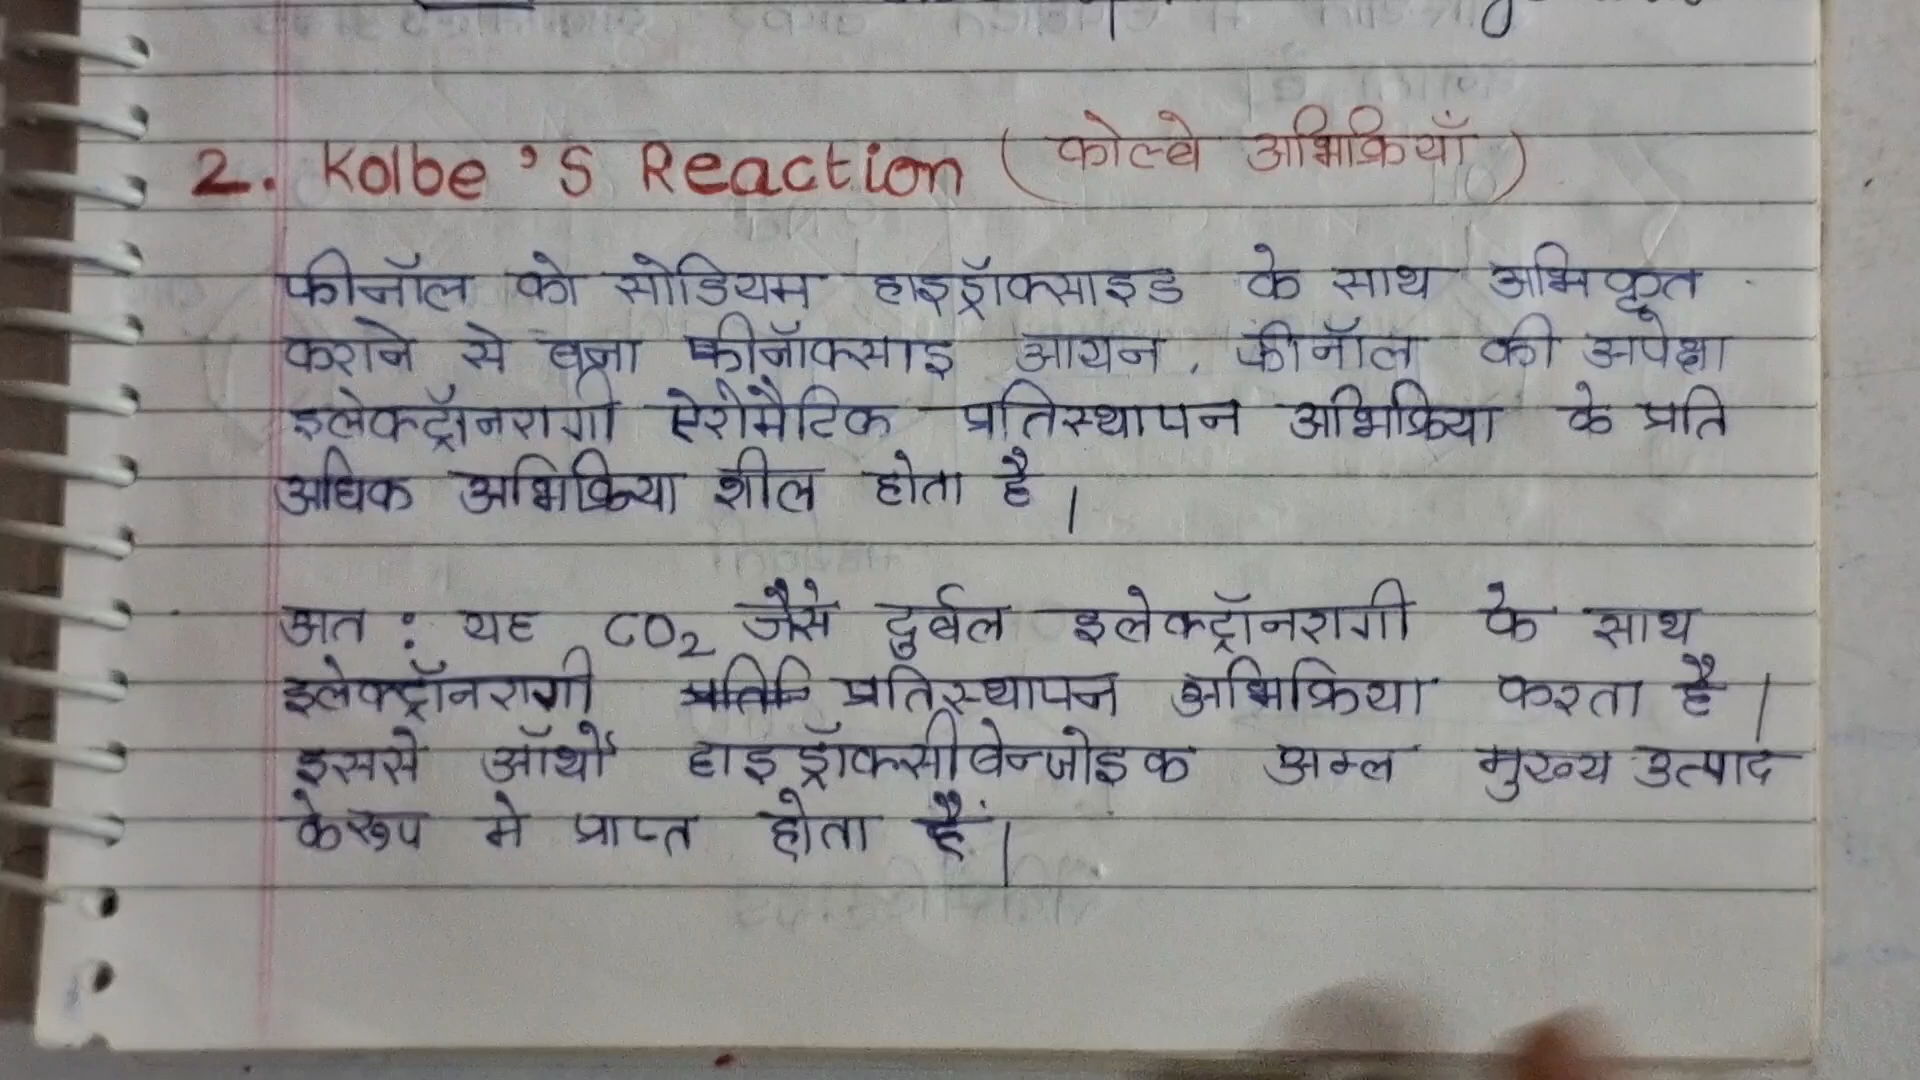 2. Kolbe's Reaction (कोल्वे अभिक्रियाँ)
फीनॉल को सोडियम हाइड्रॉक्साइड के साथ अभिकृत
कराने से बना फीनॉक्साइ आयन, फीनॉल की अपेक्षा
इलेक्ट्रॉनरागी ऐरोमैटिक प्रतिस्थापन अभिक्रिया के प्रति
अधिक अभिक्रिया शील होता है।
अत : यह CO₂ जैसे दुर्बल इलेक्ट्रॉनरागी के साथ
इलेक्ट्रॉनरागी प्रतिस्थापन अभिक्रिया करता है।
इससे ऑर्थो हाइड्रॉक्सीबेन्जोइक अम्ल मुख्य उत्पाद
के रूप मे प्राप्त होता है।